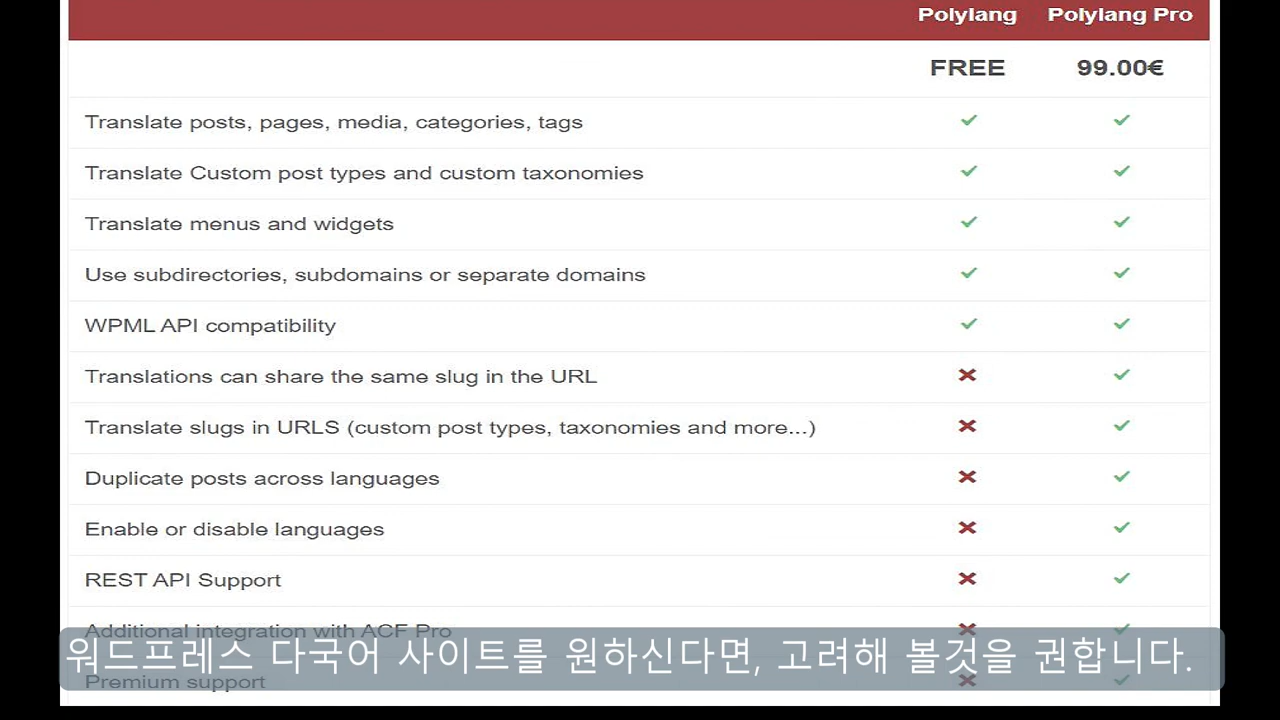 Polylang Polylang Pro
FREE 99.00€
Translate posts, pages, media, categories, tags
Translate Custom post types and custom taxonomies
Translate menus and widgets
Use subdirectories, subdomains or separate domains
WPML API compatibility
Translations can share the same slug in the URL
Translate slugs in URLS (custom post types, taxonomies and more...)
Duplicate posts across languages
Enable or disable languages
REST API Support
Additional integration with ACF Pro
워드프레스 다국어 사이트를 원하신다면, 고려해 볼것을 권합니다.
Premium support